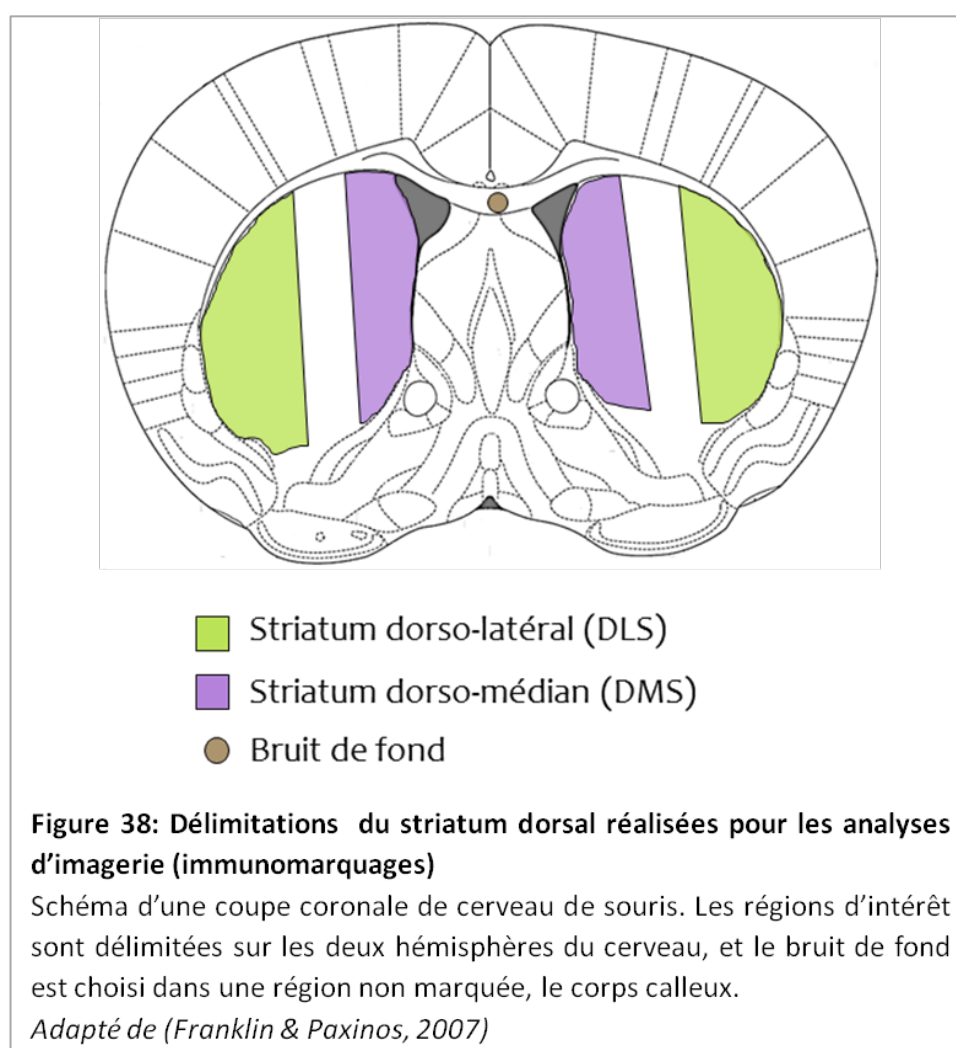 Striatum dorso-latéral (DLS)
Striatum dorso-médian (DMS)
Bruit de fond
Figure 38: Délimitations du striatum dorsal réalisées pour les analyses
d’imagerie (immunomarquages)
Schéma d’une coupe coronale de cerveau de souris. Les régions d’intérêt
sont délimitées sur les deux hémisphères du cerveau, et le bruit de fond
est choisi dans une région non marquée, le corps calleux.
Adapté de (Franklin & Paxinos, 2007)